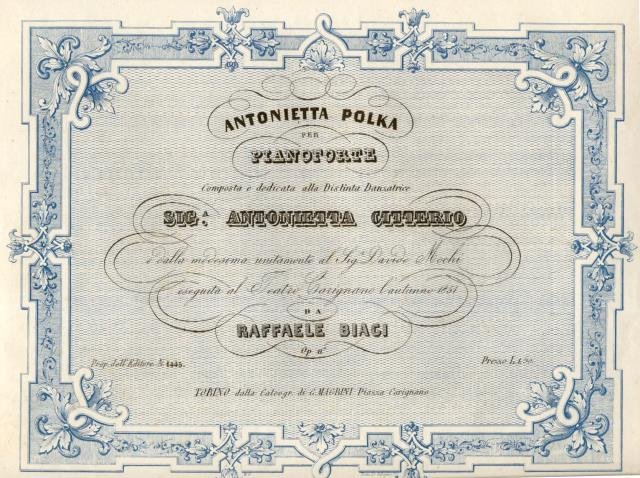 ANTONIETTA POLKA
PER
PIANOFORTE
Composta e dedicata alla Distinta Danzatrice
SIG.A ANTONIETTA CITTERIO
e dalla medesima unitamente al Sig.r Davide Mochi
eseguita al Teatro Carignano l'autunno 1851
DA
RAFFAELE BIAGI
Op. n.
Prop. dell'Editore N. 1445.
Prezzo L. 1.50.
TORINO dalla Calcogr. di G. MAGRINI Piazza Carignano